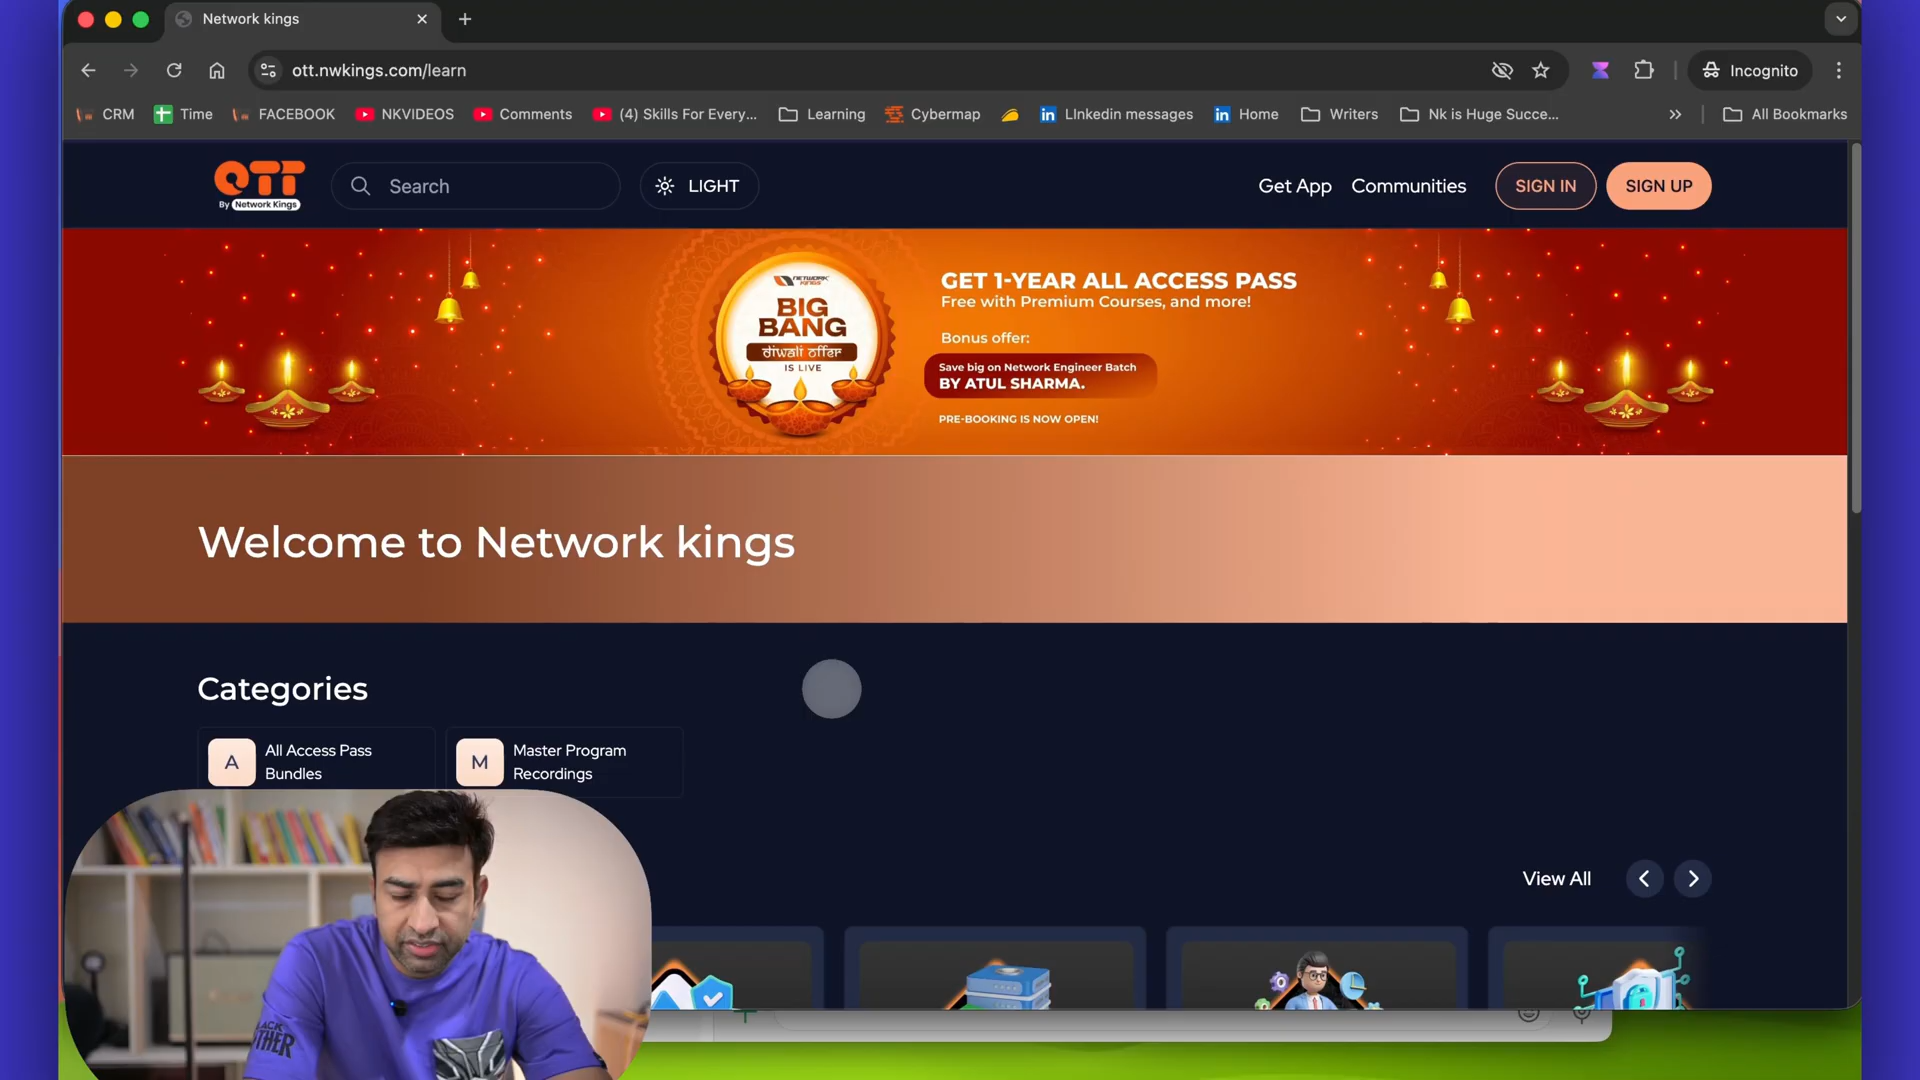 Network kings
ott.nwkings.com/learn
Incognito
CRM
Time
FACEBOOK
NKVIDEOS
Comments
(4) Skills For Every...
Learning
Cybermap
LInkedin messages
Home
Writers
Nk is Huge Succe...
All Bookmarks
OTT
By Network Kings
Search
LIGHT
Get App
Communities
SIGN IN
SIGN UP
NETWORK
KINGS
BIG
BANG
दिवाली ऑफर
IS LIVE
GET 1-YEAR ALL ACCESS PASS
Free with Premium Courses, and more!
Bonus offer:
Save big on Network Engineer Batch
BY ATUL SHARMA.
PRE-BOOKING IS NOW OPEN!
Welcome to Network kings
Categories
A
All Access Pass
Bundles
M
Master Program
Recordings
View All